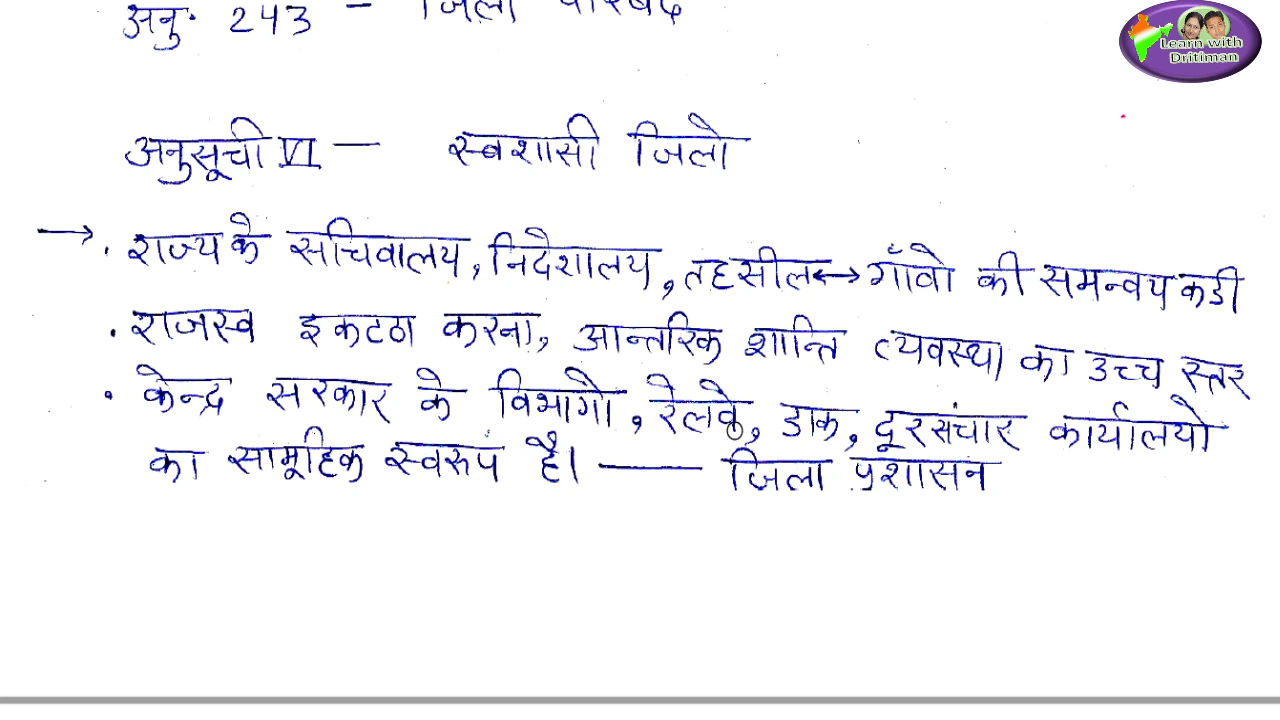 अनु. 243 - जिला परिषद
Learn with
Dritiman
अनुसूची VI — स्वशासी जिलो
→ . राज्य के सचिवालय, निदेशालय, तहसील ↔ गाँवो की समन्वय कडी
. राजस्व इकटठा करना, आन्तरिक शान्ति व्यवस्था का उच्च स्तर
. केन्द्र सरकार के विभागो, रेलवे, डाक, दूरसंचार कार्यालयो
का सामूहिक स्वरुप है। —— जिला प्रशासन